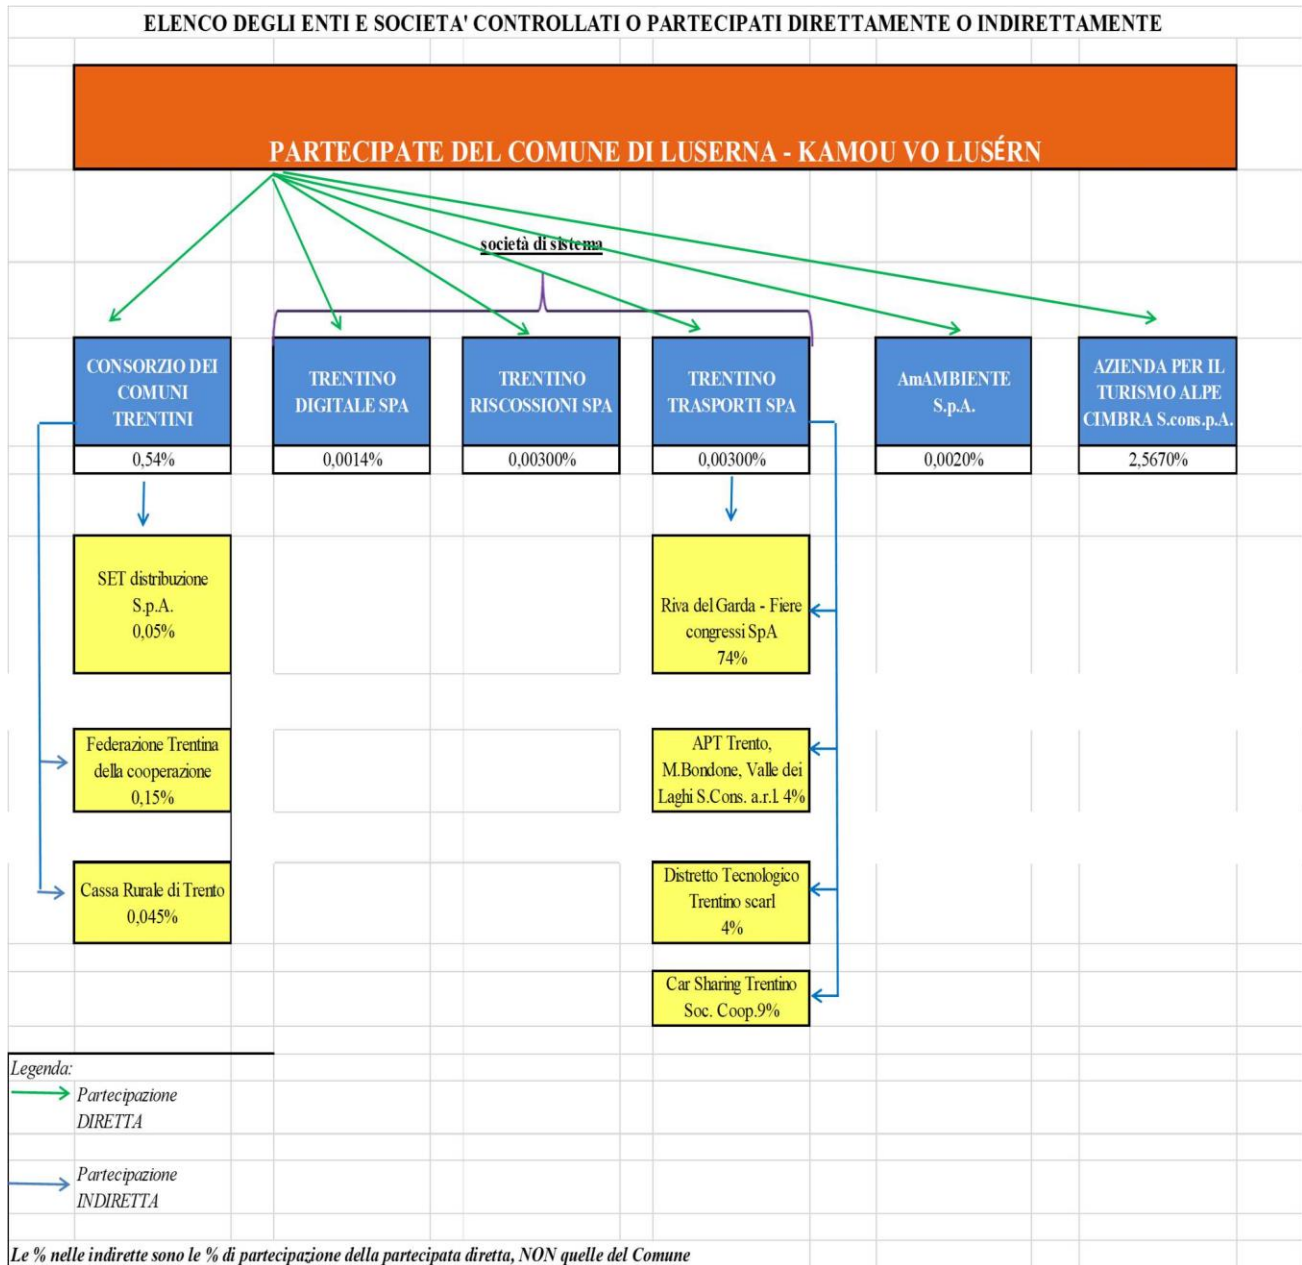 ELENCO DEGLI ENTI E SOCIETA' CONTROLLATI O PARTECIPATI DIRETTAMENTE O INDIRETTAMENTE
PARTECIPATE DEL COMUNE DI LUSERNA - KAMOU VO LUSÉRN
società di sistema
CONSORZIO DEI
COMUNI
TRENTINI
0,54%
TRENTINO
DIGITALE SPA
0,0014%
TRENTINO
RISCOSSIONI SPA
0,00300%
TRENTINO
TRASPORTI SPA
0,00300%
AmAMBIENTE
S.p.A.
0,0020%
AZIENDA PER IL
TURISMO ALPE
CIMBRA S.cons.p.A.
2,5670%
SET distribuzione
S.p.A.
0,05%
Riva del Garda - Fiere
congressi SpA
74%
Federazione Trentina
della cooperazione
0,15%
APT Trento,
M.Bondone, Valle dei
Laghi S.Cons. a.r.l. 4%
Cassa Rurale di Trento
0,045%
Distretto Tecnologico
Trentino scarl
4%
Car Sharing Trentino
Soc. Coop.9%
Legenda:
Partecipazione
DIRETTA
Partecipazione
INDIRETTA
Le % nelle indirette sono le % di partecipazione della partecipata diretta, NON quelle del Comune